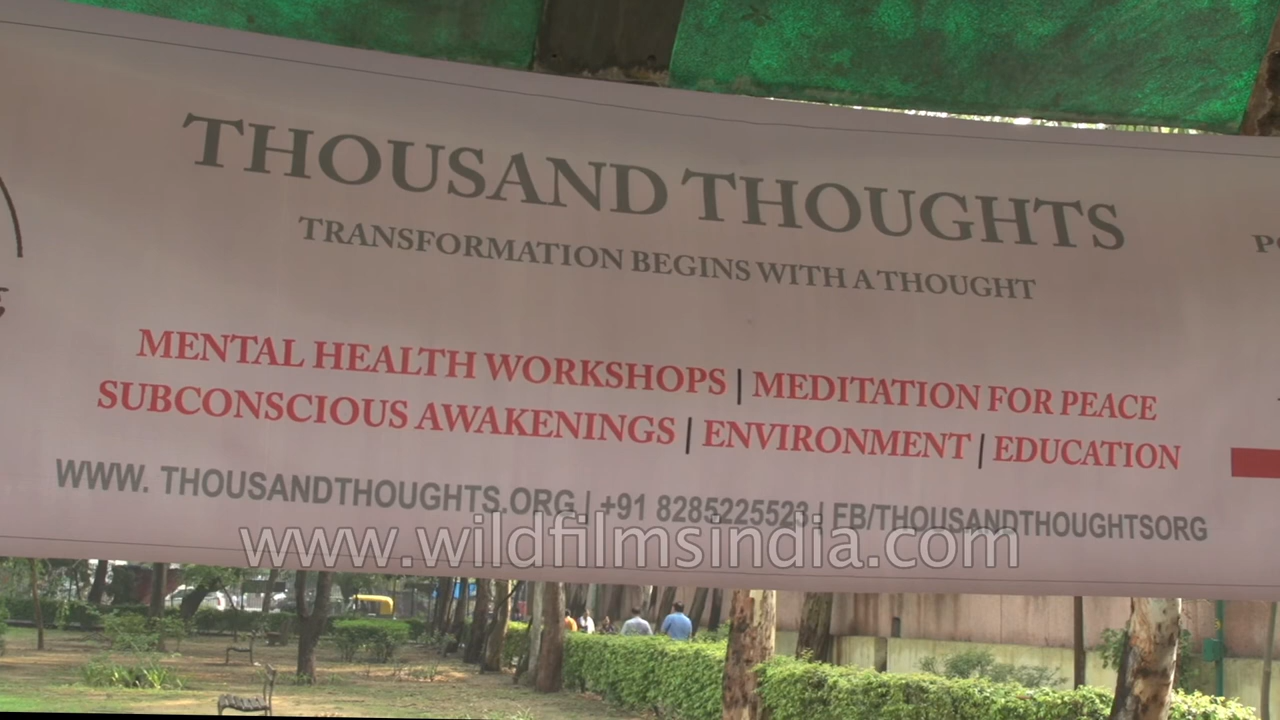 THOUSAND THOUGHTS
TRANSFORMATION BEGINS WITH A THOUGHT
MENTAL HEALTH WORKSHOPS | MEDITATION FOR PEACE
SUBCONSCIOUS AWAKENINGS | ENVIRONMENT | EDUCATION
WWW. THOUSANDTHOUGHTS.ORG | +91 8285225523 | FB/THOUSANDTHOUGHTSORG
www.wildfilmsindia.com